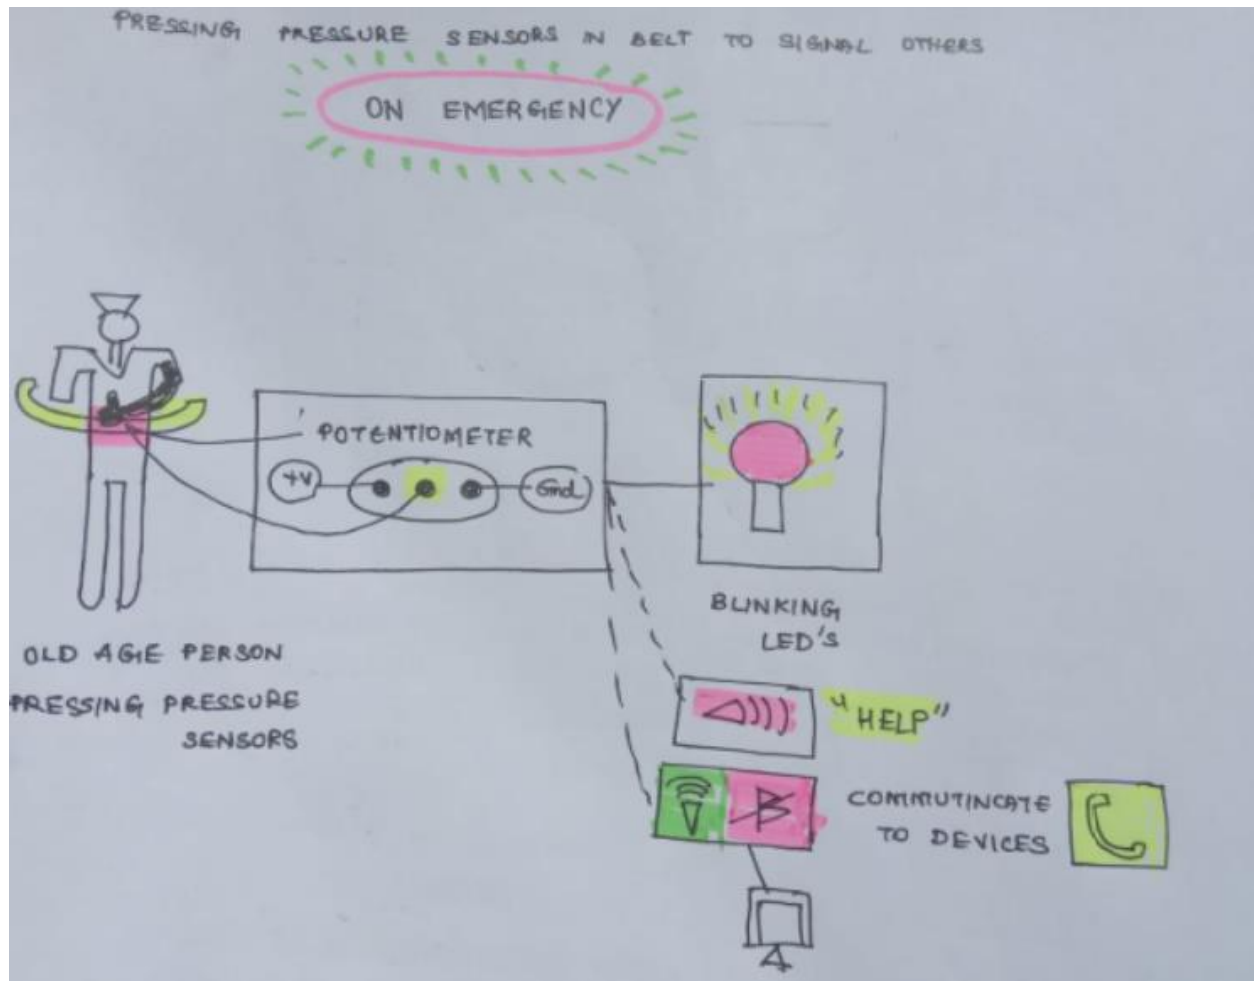 PRESSING PRESSURE SENSORS IN BELT TO SIGNAL OTHERS
ON EMERGENCY
POTENTIOMETER
+V
Gnd
BLINKING
LED'S
OLD AGE PERSON
PRESSING PRESSURE
SENSORS
"HELP"
COMMUTINCATE
TO DEVICES